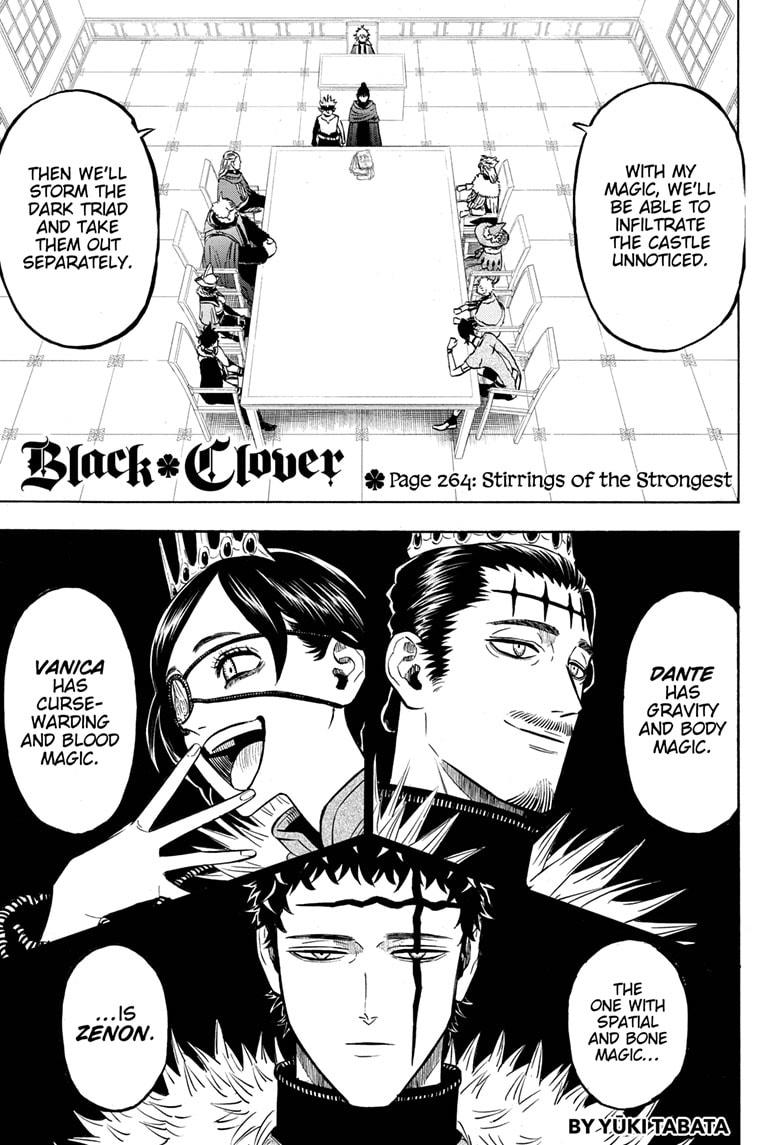 WITH MY
MAGIC, WE'LL
BE ABLE TO
INFILTRATE
THE CASTLE
UNNOTICED.
THEN WE'LL
STORM THE
DARK TRIAD
AND TAKE
THEM OUT
SEPARATELY.
Black Clover
Page 264: Stirrings of the Strongest
DANTE
HAS
GRAVITY
AND BODY
MAGIC.
VANICA
HAS
CURSE-
WARDING
AND BLOOD
MAGIC.
THE
ONE WITH
SPATIAL
AND BONE
MAGIC...
...IS
ZENON.
BY YŪKI TABATA